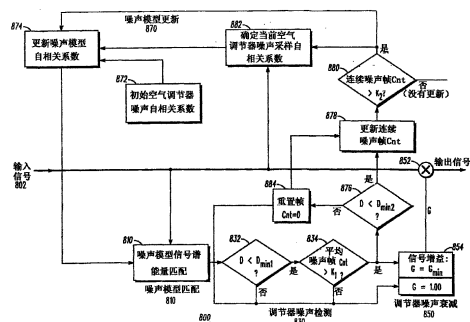 噪声模型更新
870
874
更新噪声模型
自相关系数
882
确定当前空气
调节器噪声采样自
相关系数
872
初始空气调节器
噪声自相关系数
880
连续噪声帧Cnt
> K₂?
是
否
(没有更新)
878
更新连续
噪声帧Cnt
输入
信号
802
852
输出信号
884
重置帧
Cnt=0
876
D < Dmin2
?
是
否
G
810
噪声模型信号谱
能量匹配
噪声模型匹配
810
832
D < Dmin1
?
是
否
834
平均
噪声帧 Cnt
> K₁ ?
是
否
854
信号增益:
G = Gmin
G = 1.00
调节器噪声衰减
850
800
调节器噪声检测
830